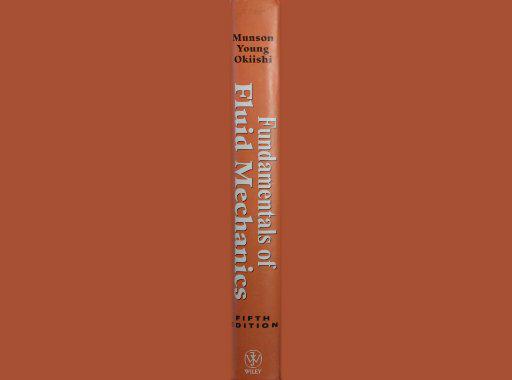 Munson
Young
Okiishi
Fundamentals of
Fluid Mechanics
FIFTH
EDITION
WILEY